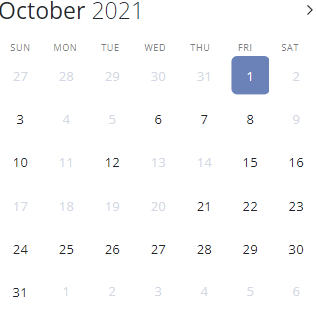 October 2021
SUN MON TUE WED THU FRI SAT
27 28 29 30 31 1 2
3 4 5 6 7 8 9
10 11 12 13 14 15 16
17 18 19 20 21 22 23
24 25 26 27 28 29 30
31 1 2 3 4 5 6